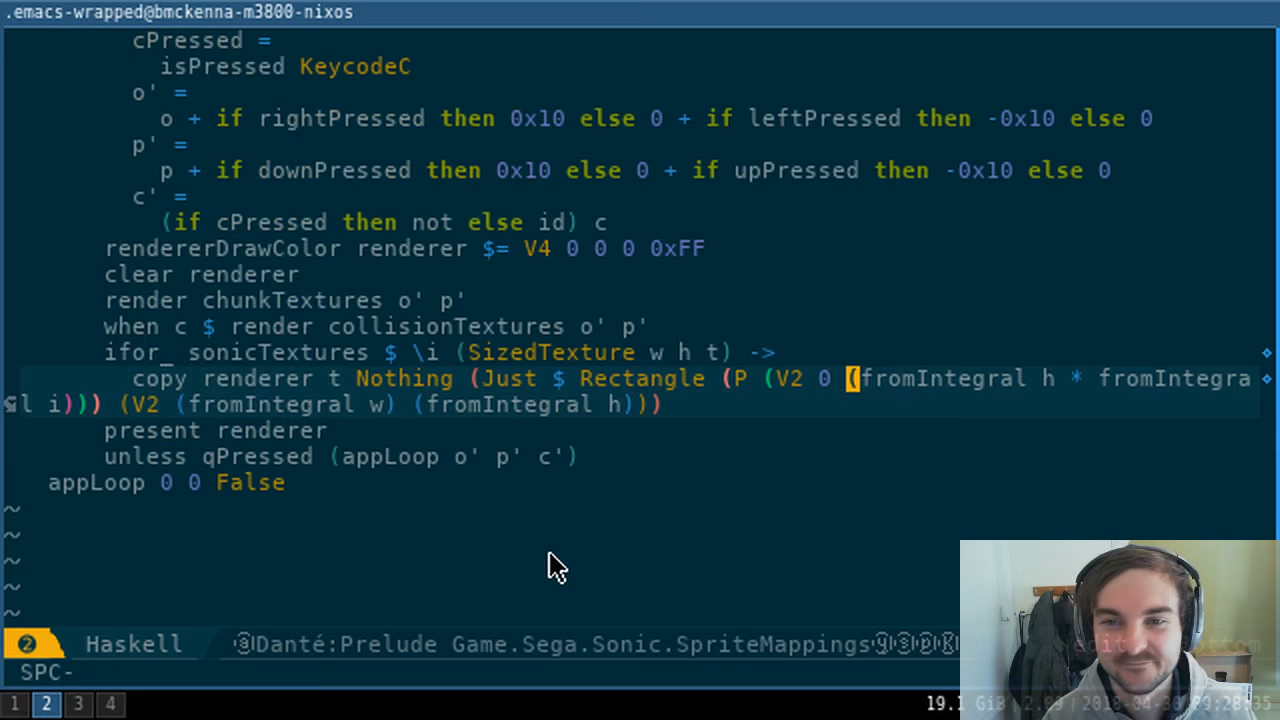 .emacs-wrapped@bmckenna-m3800-nixos
cPressed =
isPressed KeycodeC
o' =
o + if rightPressed then 0x10 else 0 + if leftPressed then -0x10 else 0
p' =
p + if downPressed then 0x10 else 0 + if upPressed then -0x10 else 0
c' =
(if cPressed then not else id) c
rendererDrawColor renderer $= V4 0 0 0 0xFF
clear renderer
render chunkTextures o' p'
when c $ render collisionTextures o' p'
ifor_ sonicTextures $ \i (SizedTexture w h t) ->
copy renderer t Nothing (Just $ Rectangle (P (V2 0 (fromIntegral h * fromIntegra
l i))) (V2 (fromIntegral w) (fromIntegral h)))
present renderer
unless qPressed (appLoop o' p' c')
appLoop 0 0 False
~
~
~
~
~
2 Haskell Danté:Prelude Game.Sega.Sonic.SpriteMappings
SPC-
1 2 3 4 19.1 GiB